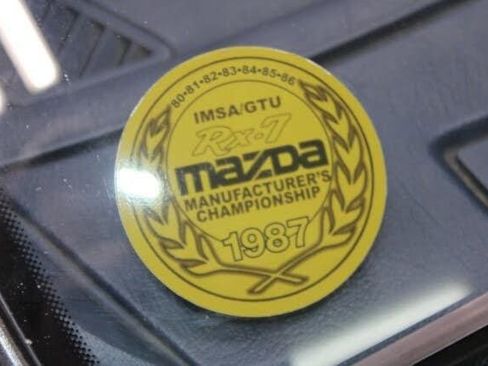 80•81•82•83•84•85•86
IMSA/GTU
Rx-7
mazda
MANUFACTURER'S
CHAMPIONSHIP
1987